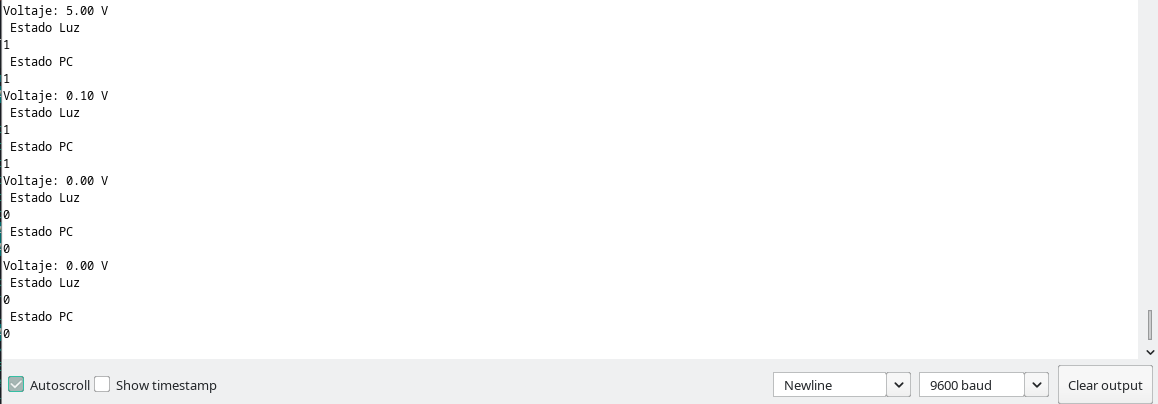 Voltaje: 5.00 V
Estado Luz
1
Estado PC
1
Voltaje: 0.10 V
Estado Luz
1
Estado PC
1
Voltaje: 0.00 V
Estado Luz
0
Estado PC
0
Voltaje: 0.00 V
Estado Luz
0
Estado PC
0
Autoscroll Show timestamp Newline 9600 baud Clear output